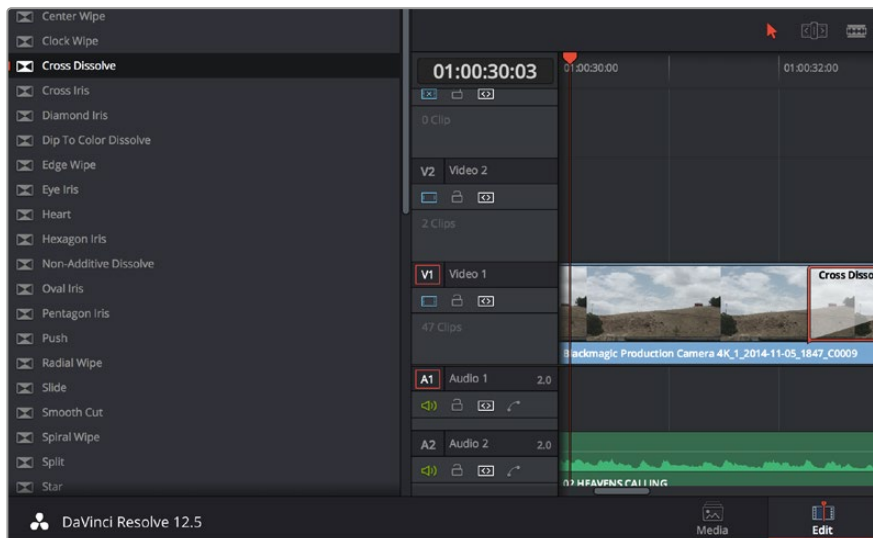 Center Wipe
Clock Wipe
Cross Dissolve
Cross Iris
Diamond Iris
Dip To Color Dissolve
Edge Wipe
Eye Iris
Heart
Hexagon Iris
Non-Additive Dissolve
Oval Iris
Pentagon Iris
Push
Radial Wipe
Slide
Smooth Cut
Spiral Wipe
Split
Star
01:00:30:03
01:00:30:00
01:00:32:00
0 Clip
V2 Video 2
2 Clips
V1 Video 1
47 Clips
Cross Disso
Blackmagic Production Camera 4K_1_2014-11-05_1847_C0009
A1 Audio 1 2.0
A2 Audio 2 2.0
02 HEAVENS CALLING
DaVinci Resolve 12.5
Media
Edit